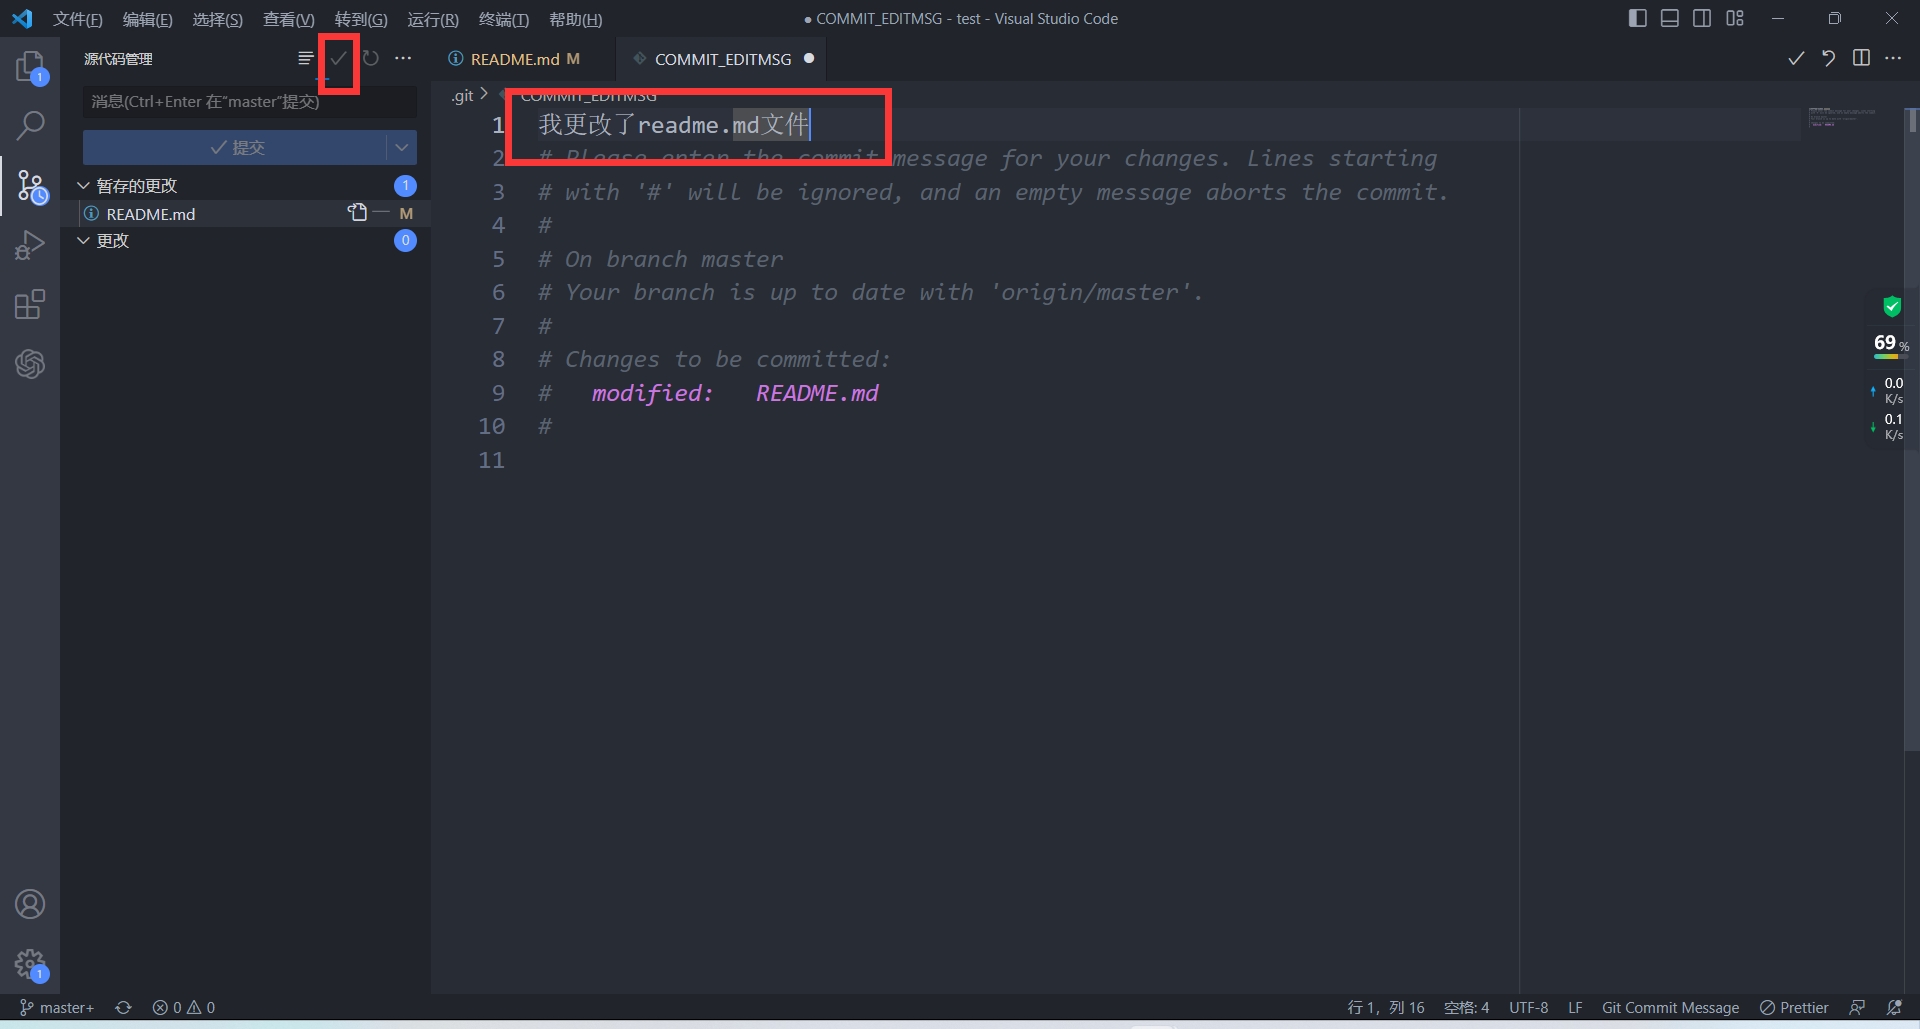 文件(F) 编辑(E) 选择(S) 查看(V) 转到(G) 运行(R) 终端(T) 帮助(H)
● COMMIT_EDITMSG - test - Visual Studio Code
源代码管理
README.md M
COMMIT_EDITMSG
消息(Ctrl+Enter 在“master”提交)
提交
暂存的更改 1
README.md M
更改 0
.git > COMMIT_EDITMSG
1 我更改了readme.md文件
2 # Please enter the commit message for your changes. Lines starting
3 # with '#' will be ignored, and an empty message aborts the commit.
4 #
5 # On branch master
6 # Your branch is up to date with 'origin/master'.
7 #
8 # Changes to be committed:
9 #   modified:   README.md
10 #
11
1
1
69 %
0.0
K/s
0.1
K/s
master+ 0 0
行 1，列 16 空格: 4 UTF-8 LF Git Commit Message Prettier